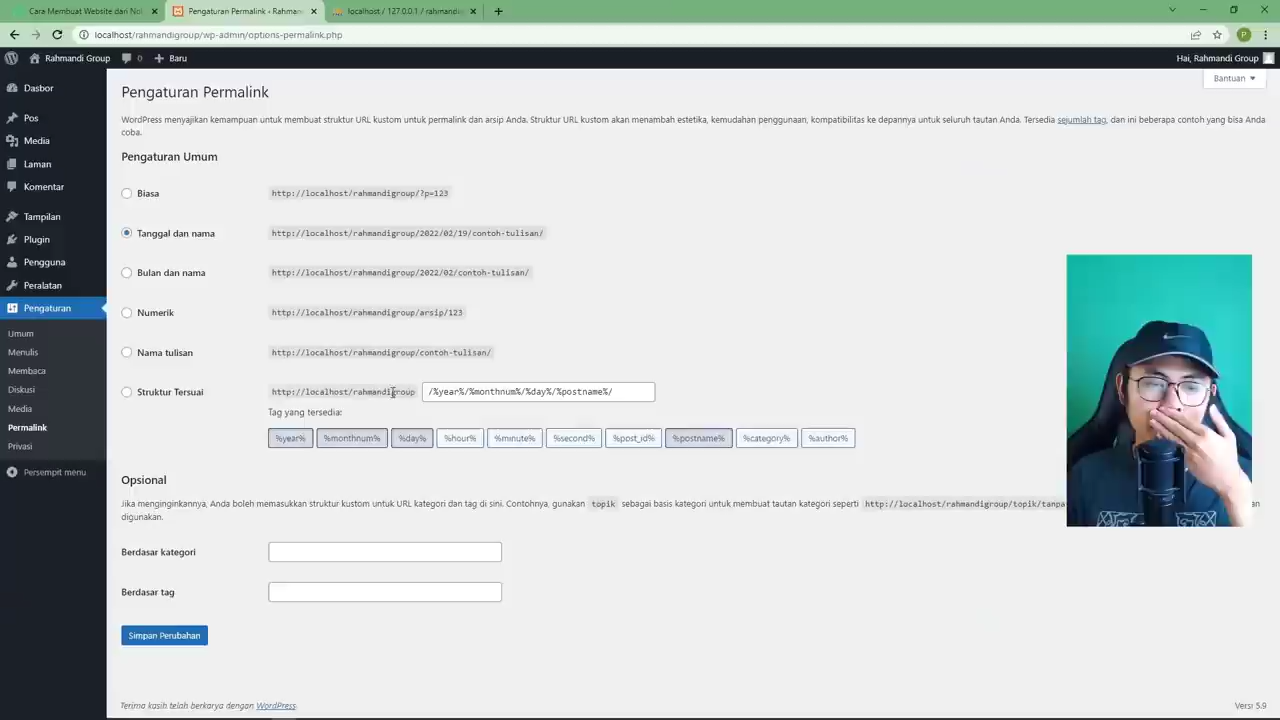 Cara Membuat Website dari Nol
Pengaturan Permalink ‹ Rahman
localhost / 127.0.0.1 / rahmandi
localhost/rahmandigroup/wp-admin/options-permalink.php
P
Rahmandi Group 0 + Baru Hai, Rahmandi Group
Bantuan
Dasbor
Pos
Media
Laman
Komentar
Tampilan
Plugin
Pengguna
Peralatan
Pengaturan
Umum
Menulis
Membaca
Diskusi
Media
Permalink
Privasi
Persempit menu
Pengaturan Permalink
WordPress menyajikan kemampuan untuk membuat struktur URL kustom untuk permalink dan arsip Anda. Struktur URL kustom akan menambah estetika, kemudahan penggunaan, kompatibilitas ke depannya untuk seluruh tautan Anda. Tersedia sejumlah tag, dan ini beberapa contoh yang bisa Anda
coba.
Pengaturan Umum
Biasa http://localhost/rahmandigroup/?p=123
Tanggal dan nama http://localhost/rahmandigroup/2022/02/19/contoh-tulisan/
Bulan dan nama http://localhost/rahmandigroup/2022/02/contoh-tulisan/
Numerik http://localhost/rahmandigroup/arsip/123
Nama tulisan http://localhost/rahmandigroup/contoh-tulisan/
Struktur Tersuai http://localhost/rahmandigroup /%year%/%monthnum%/%day%/%postname%/
Tag yang tersedia:
%year% %monthnum% %day% %hour% %minute% %second% %post_id% %postname% %category% %author%
Opsional
Jika menginginkannya, Anda boleh memasukkan struktur kustom untuk URL kategori dan tag di sini. Contohnya, gunakan topik sebagai basis kategori untuk membuat tautan kategori seperti http://localhost/rahmandigroup/topik/tanpa
digunakan.
Berdasar kategori
Berdasar tag
Simpan Perubahan
Terima kasih telah berkarya dengan WordPress.
Versi 5.9